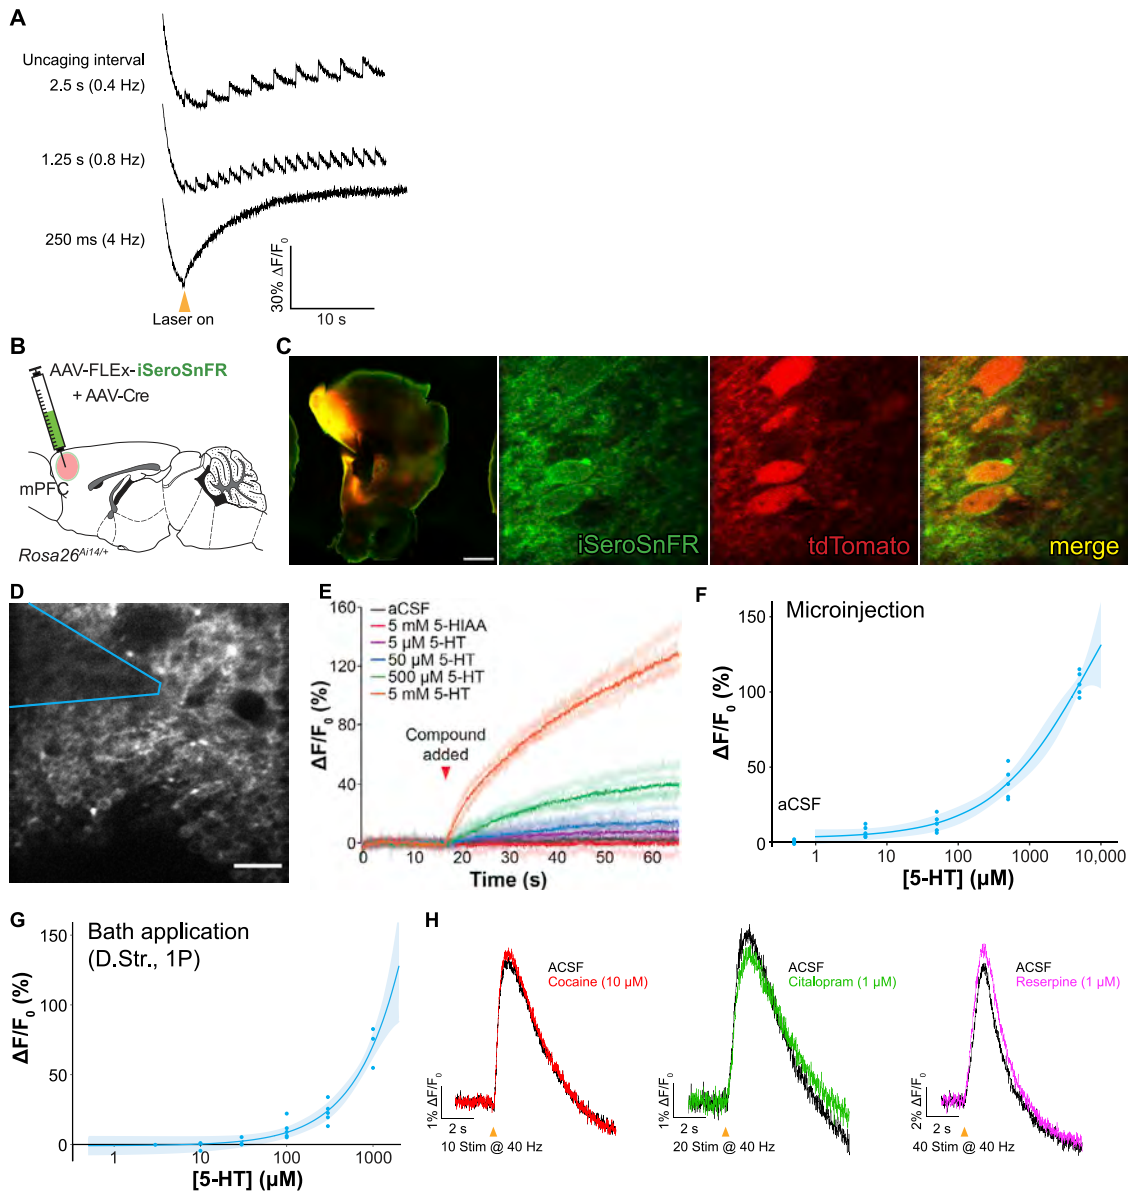 A
Uncaging interval
2.5 s (0.4 Hz)
1.25 s (0.8 Hz)
250 ms (4 Hz)
Laser on
30% ΔF/F0
10 s
B
AAV-FLEx-iSeroSnFR
+ AAV-Cre
mPFC
Rosa26Ai14/+
C
iSeroSnFR
tdTomato
merge
D
E
160
120
80
40
0
ΔF/F0 (%)
aCSF
5 mM 5-HIAA
5 µM 5-HT
50 µM 5-HT
500 µM 5-HT
5 mM 5-HT
Compound
added
0 10 20 30 40 50 60
Time (s)
F
Microinjection
150
100
50
0
ΔF/F0 (%)
aCSF
1 10 100 1000 10,000
[5-HT] (µM)
G
Bath application
(D.Str., 1P)
150
100
50
0
ΔF/F0 (%)
1 10 100 1000
[5-HT] (µM)
H
ACSF
Cocaine (10 µM)
1% ΔF/F0
2 s
10 Stim @ 40 Hz
ACSF
Citalopram (1 µM)
1% ΔF/F0
2 s
20 Stim @ 40 Hz
ACSF
Reserpine (1 µM)
2% ΔF/F0
2 s
40 Stim @ 40 Hz